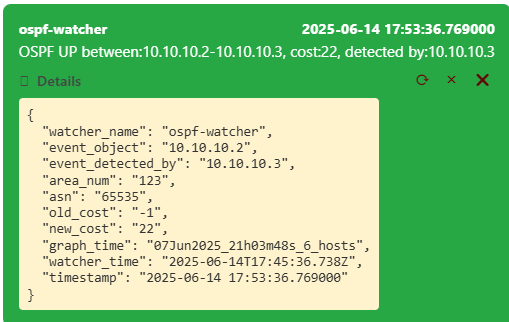 ospf-watcher 2025-06-14 17:53:36.769000
OSPF UP between:10.10.10.2-10.10.10.3, cost:22, detected by:10.10.10.3
Details
{
  "watcher_name": "ospf-watcher",
  "event_object": "10.10.10.2",
  "event_detected_by": "10.10.10.3",
  "area_num": "123",
  "asn": "65535",
  "old_cost": "-1",
  "new_cost": "22",
  "graph_time": "07Jun2025_21h03m48s_6_hosts",
  "watcher_time": "2025-06-14T17:45:36.738Z",
  "timestamp": "2025-06-14 17:53:36.769000"
}